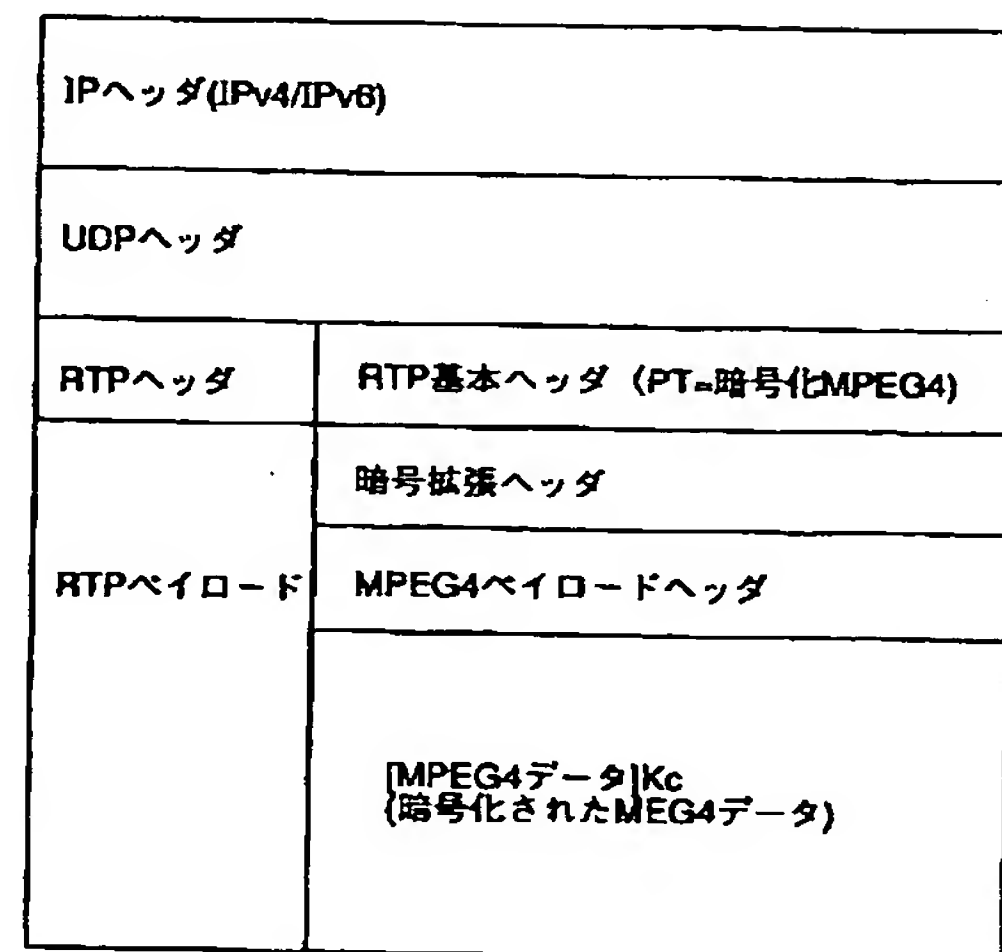 IPヘッダ(IPv4/IPv6)
UDPヘッダ
RTPヘッダ
RTP基本ヘッダ（PT=暗号化MPEG4)
暗号拡張ヘッダ
RTPペイロード
MPEG4ペイロードヘッダ
[MPEG4データ]Kc
(暗号化されたMEG4データ)